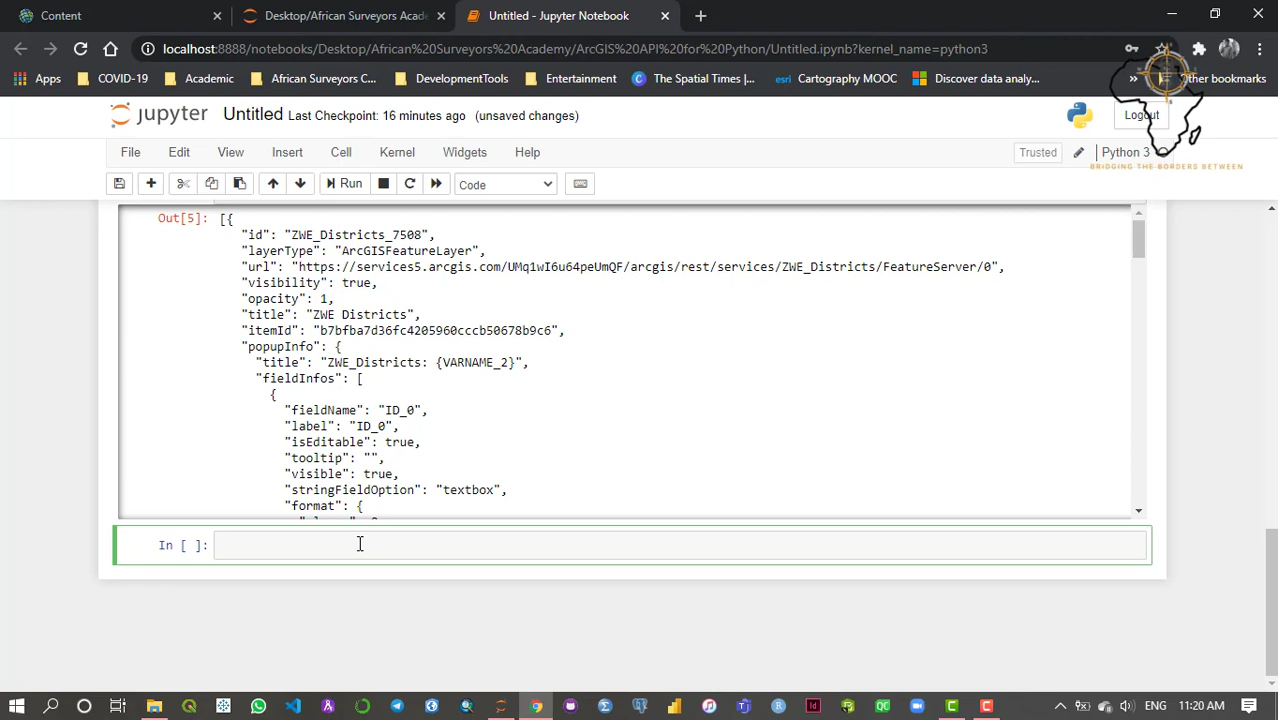 Content
Desktop/African Surveyors Acade
Untitled - Jupyter Notebook
localhost:8888/notebooks/Desktop/African%20Surveyors%20Academy/ArcGIS%20API%20for%20Python/Untitled.ipynb?kernel_name=python3
Apps COVID-19 Academic African Surveyors C... DevelopmentTools Entertainment The Spatial Times |... esri Cartography MOOC Discover data analy... » Other bookmarks
jupyter Untitled Last Checkpoint: 16 minutes ago (unsaved changes) Logout
BRIDGING THE BORDERS BETWEEN
File Edit View Insert Cell Kernel Widgets Help Trusted Python 3
Run Code
Out[5]: [{
"id": "ZWE_Districts_7508",
"layerType": "ArcGISFeatureLayer",
"url": "https://services5.arcgis.com/UMq1wI6u64peUmQF/arcgis/rest/services/ZWE_Districts/FeatureServer/0",
"visibility": true,
"opacity": 1,
"title": "ZWE Districts",
"itemId": "b7bfba7d36fc4205960cccb50678b9c6",
"popupInfo": {
"title": "ZWE_Districts: {VARNAME_2}",
"fieldInfos": [
{
"fieldName": "ID_0",
"label": "ID_0",
"isEditable": true,
"tooltip": "",
"visible": true,
"stringFieldOption": "textbox",
"format": {
In [ ]:
ENG 11:20 AM